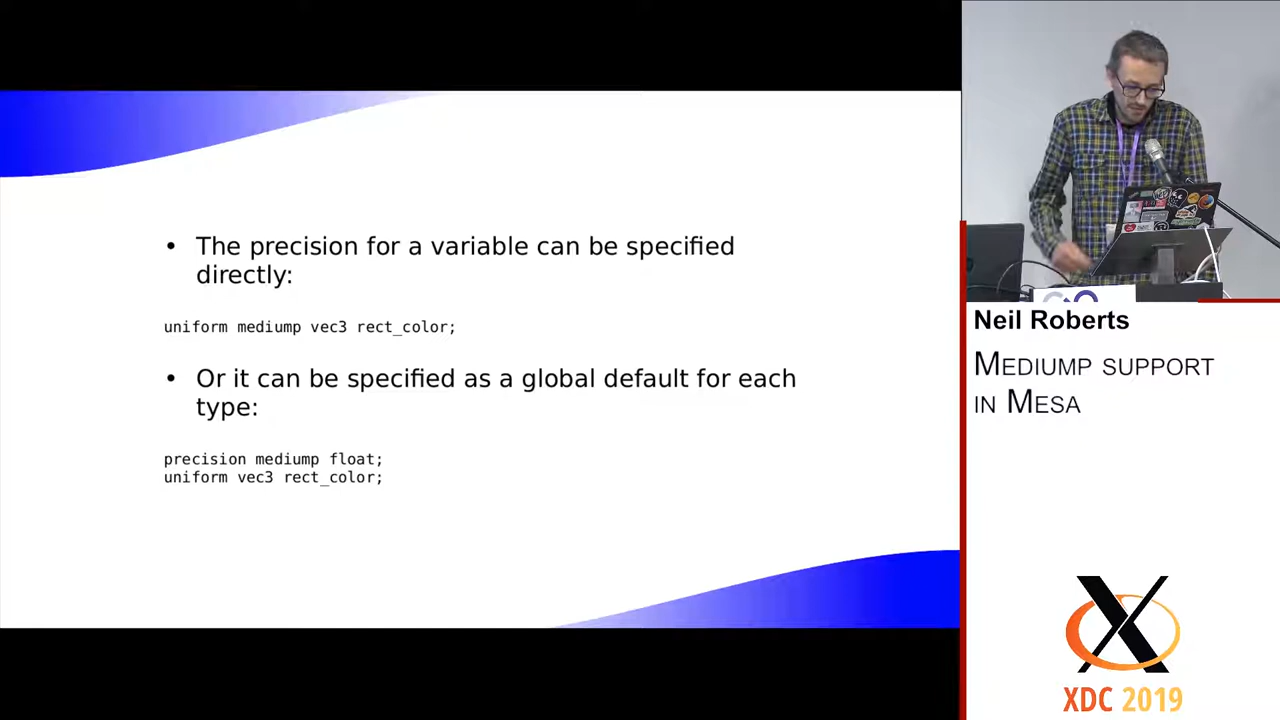 • The precision for a variable can be specified
directly:
uniform mediump vec3 rect_color;
• Or it can be specified as a global default for each
type:
precision mediump float;
uniform vec3 rect_color;
Neil Roberts
MEDIUMP SUPPORT
IN MESA
X
XDC 2019